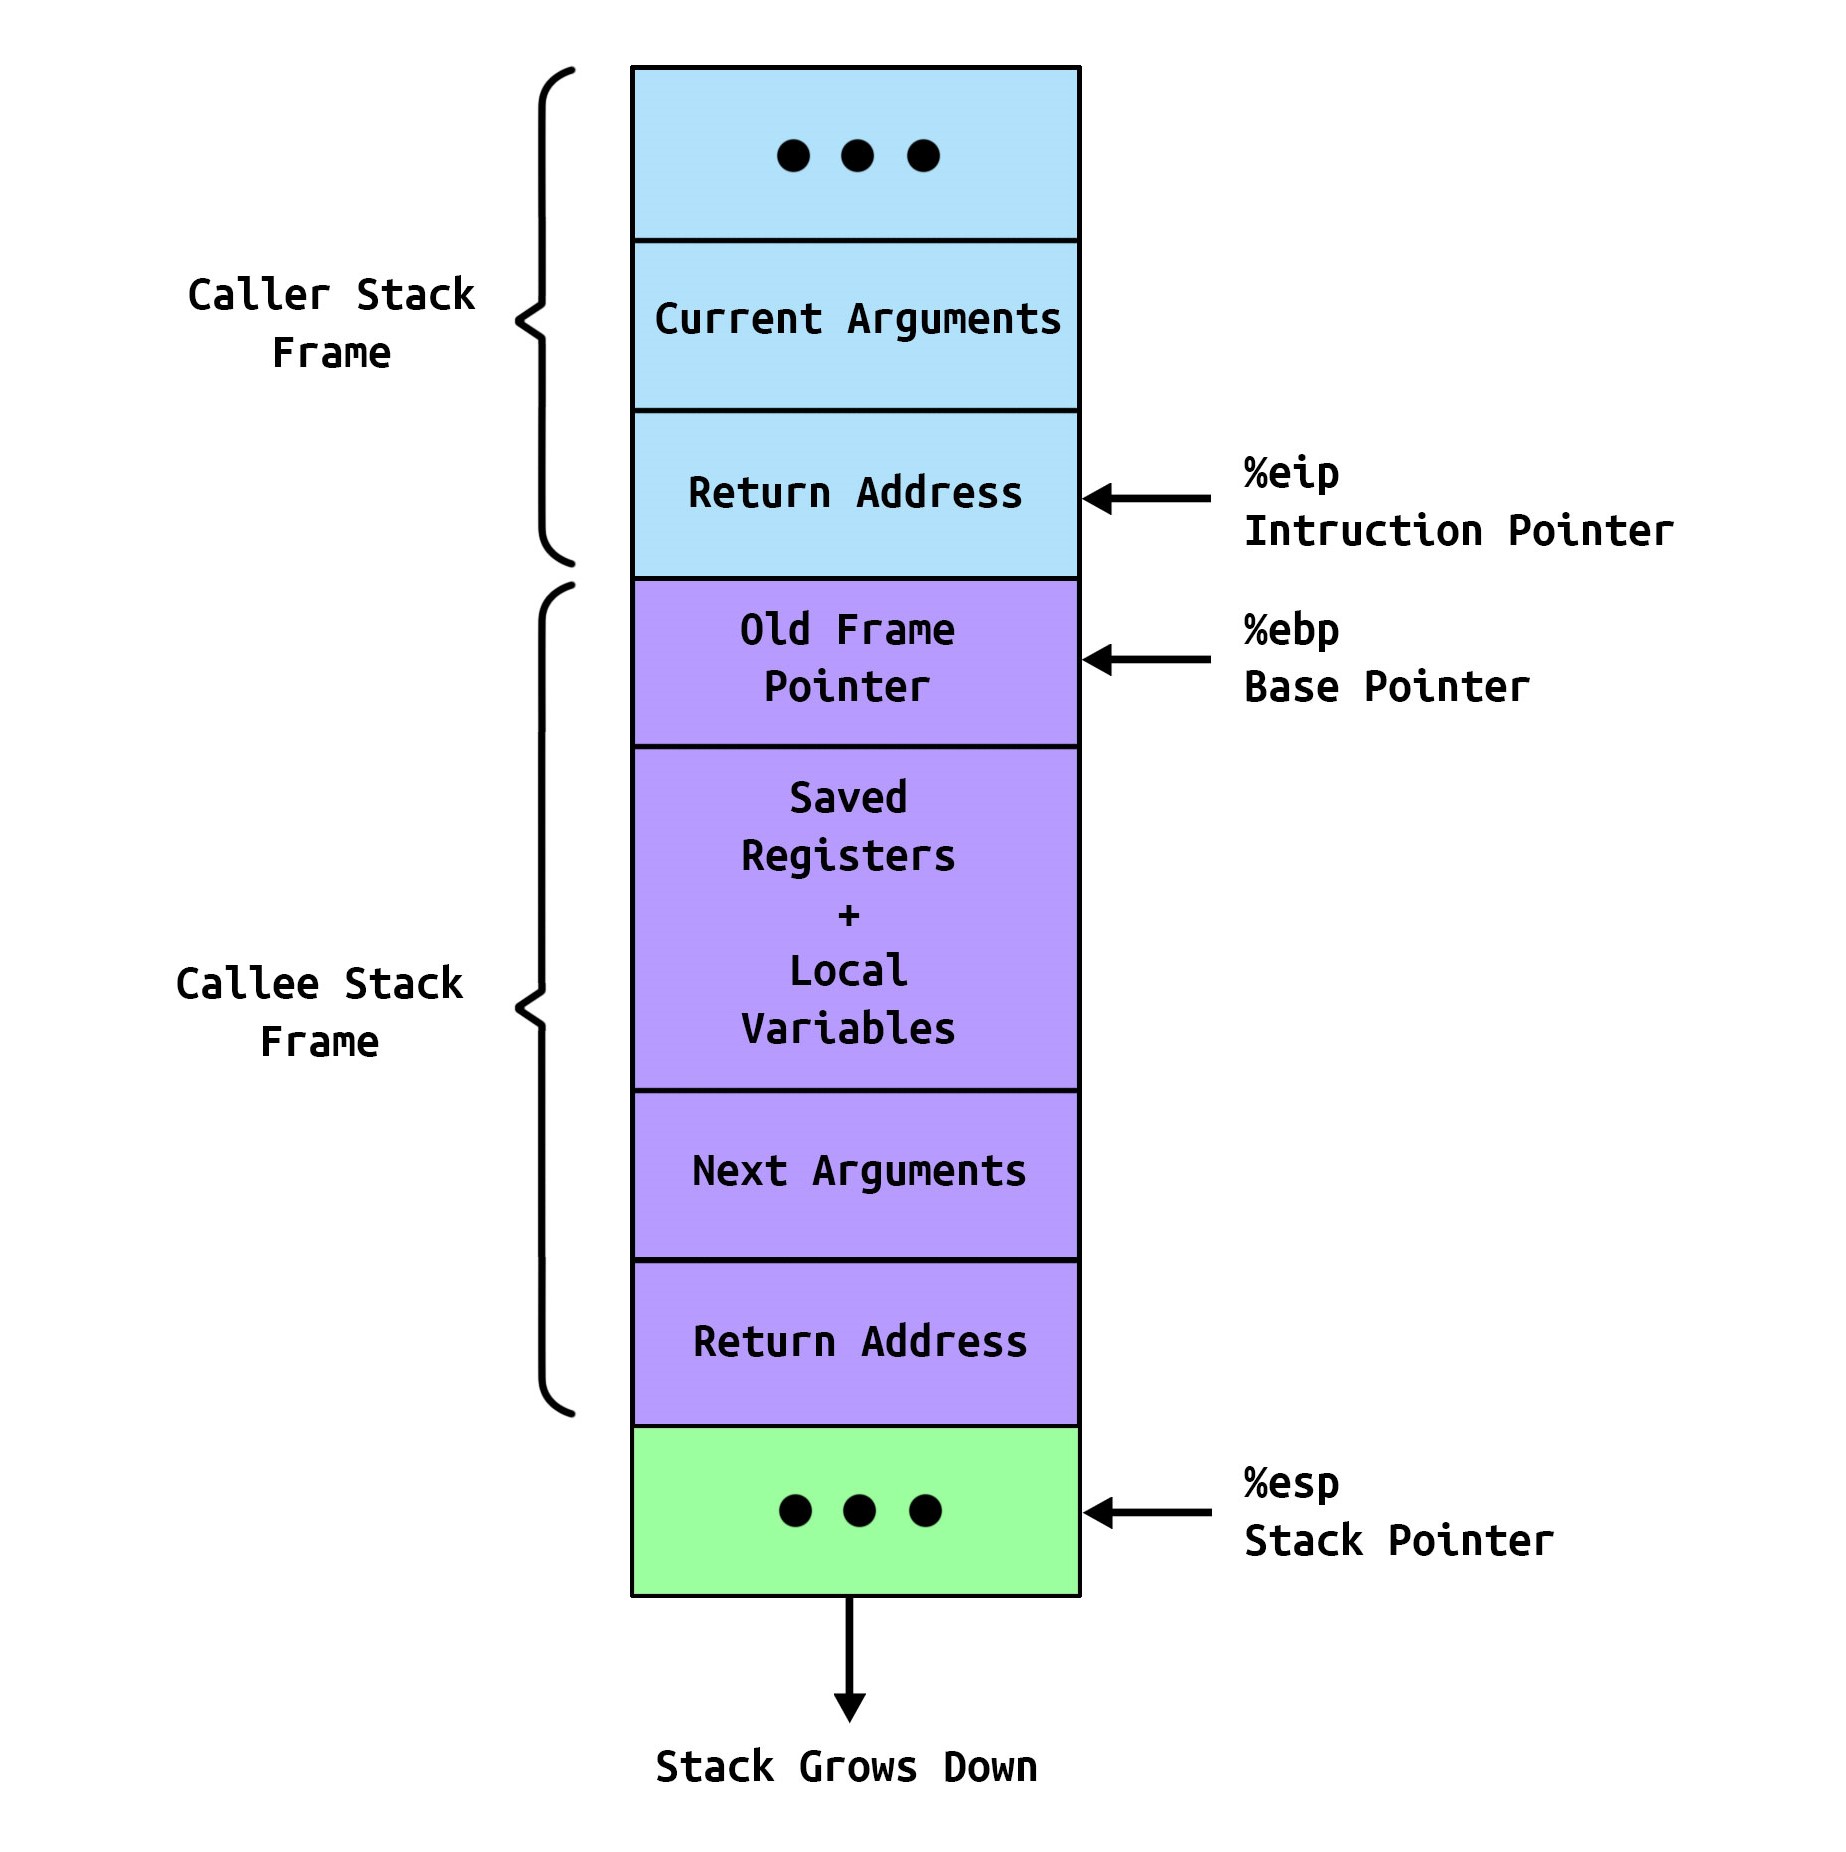 Caller Stack
Frame
Current Arguments
Return Address
%eip
Intruction Pointer
Old Frame
Pointer
%ebp
Base Pointer
Callee Stack
Frame
Saved
Registers
+
Local
Variables
Next Arguments
Return Address
%esp
Stack Pointer
Stack Grows Down